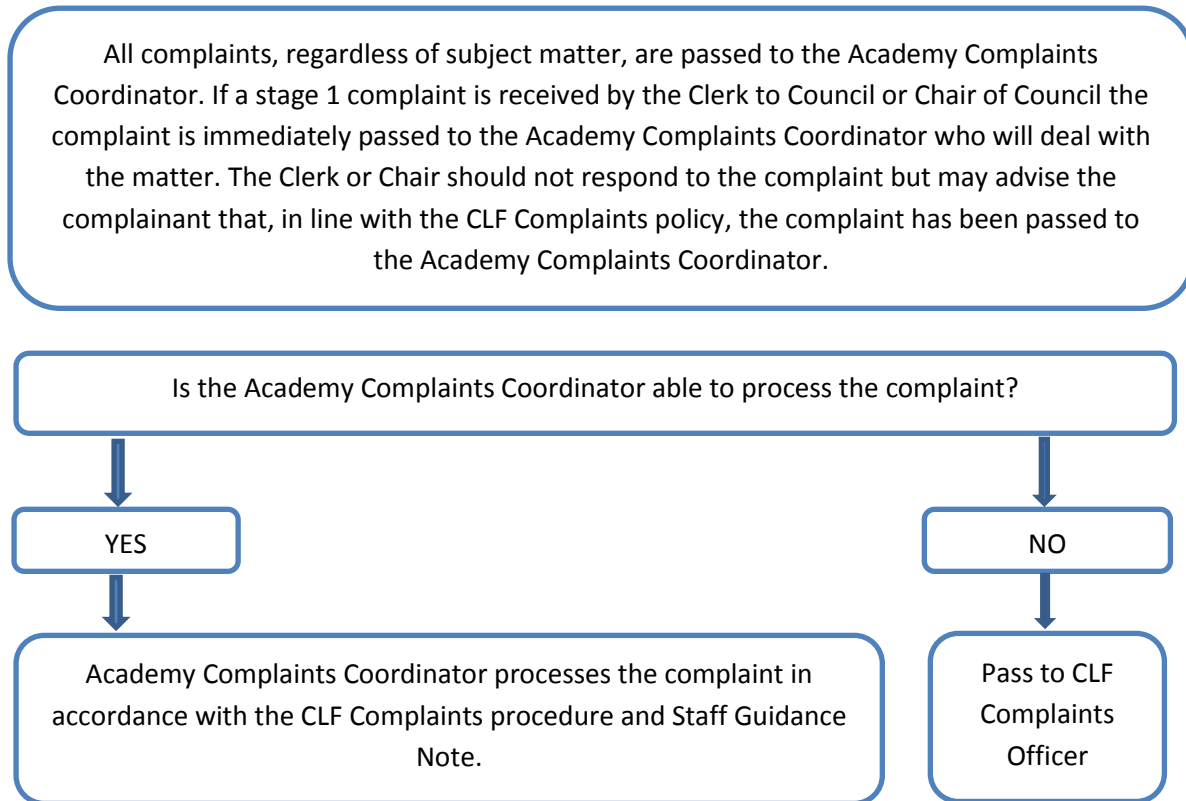 All complaints, regardless of subject matter, are passed to the Academy Complaints
Coordinator. If a stage 1 complaint is received by the Clerk to Council or Chair of Council the
complaint is immediately passed to the Academy Complaints Coordinator who will deal with
the matter. The Clerk or Chair should not respond to the complaint but may advise the
complainant that, in line with the CLF Complaints policy, the complaint has been passed to
the Academy Complaints Coordinator.
Is the Academy Complaints Coordinator able to process the complaint?
YES
NO
Academy Complaints Coordinator processes the complaint in
accordance with the CLF Complaints procedure and Staff Guidance
Note.
Pass to CLF
Complaints
Officer